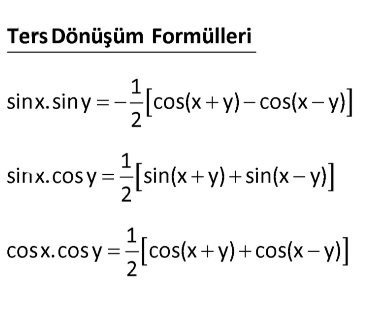 Ters Dönüşüm Formülleri
sinx.siny = -1/2[cos(x+y)-cos(x-y)]
sinx.cosy = 1/2[sin(x+y)+sin(x-y)]
cosx.cosy = 1/2[cos(x+y)+cos(x-y)]